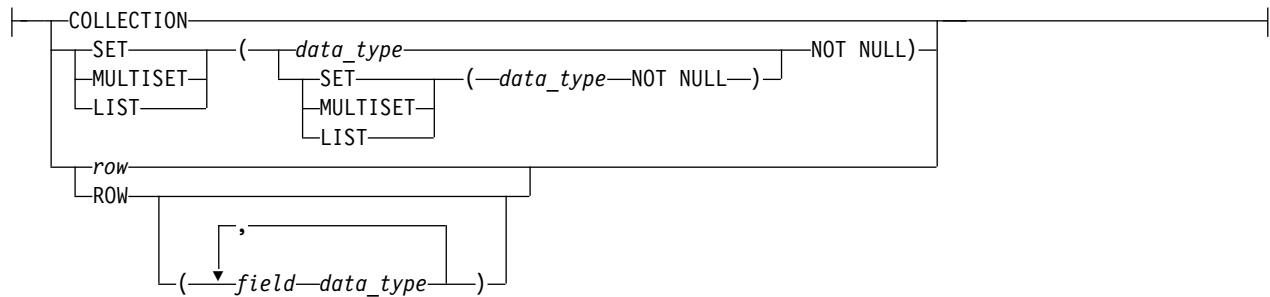 COLLECTION
SET ( data_type NOT NULL)
MULTISET SET ( data_type NOT NULL )
LIST MULTISET
LIST
row
ROW
,
( field data_type )